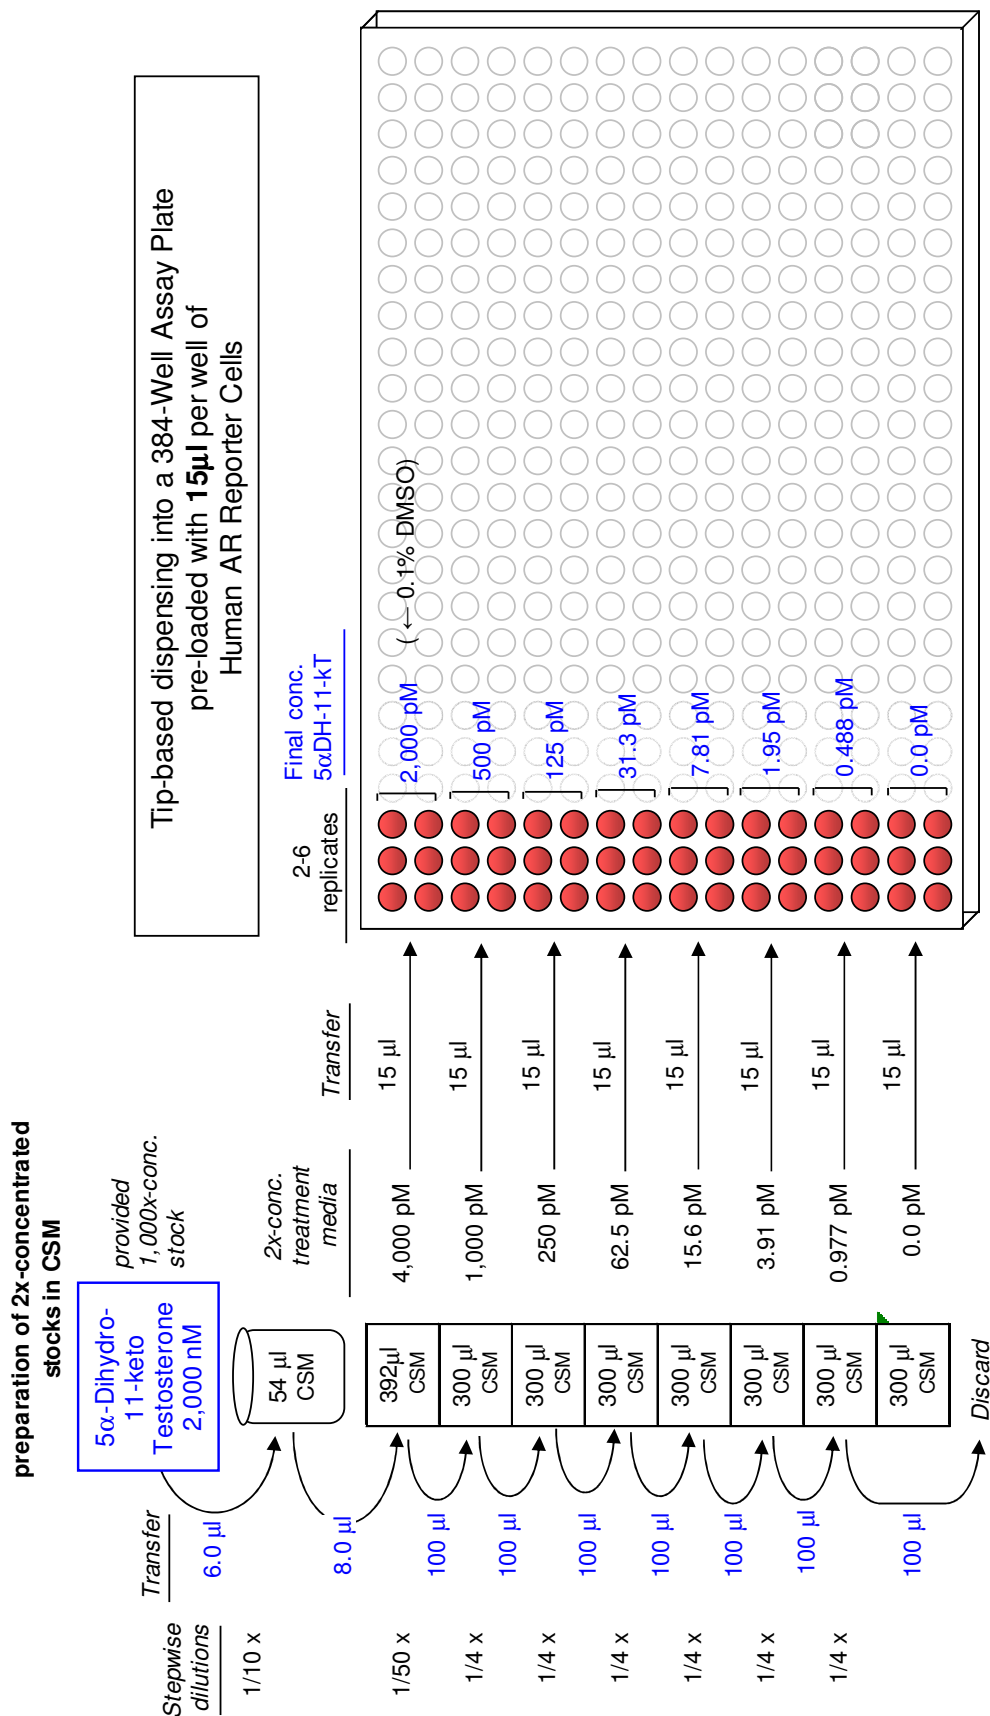 preparation of 2x-concentrated
stocks in CSM
Tip-based dispensing into a 384-Well Assay Plate
pre-loaded with 15µl per well of
Human AR Reporter Cells
Stepwise
dilutions
Transfer
5α-Dihydro-
11-keto
Testosterone
2,000 nM
provided
1,000x-conc.
stock
2x-conc.
treatment
media
Transfer
2-6
replicates
Final conc.
5αDH-11-kT
6.0 µl
1/10 x
54 µl
CSM
8.0 µl
1/50 x
392µl
CSM
4,000 pM
15 µl
2,000 pM
(← 0.1% DMSO)
100 µl
1/4 x
300 µl
CSM
1,000 pM
15 µl
500 pM
100 µl
1/4 x
300 µl
CSM
250 pM
15 µl
125 pM
100 µl
1/4 x
300 µl
CSM
62.5 pM
15 µl
31.3 pM
100 µl
1/4 x
300 µl
CSM
15.6 pM
15 µl
7.81 pM
100 µl
1/4 x
300 µl
CSM
3.91 pM
15 µl
1.95 pM
100 µl
1/4 x
300 µl
CSM
0.977 pM
15 µl
0.488 pM
100 µl
300 µl
CSM
0.0 pM
15 µl
0.0 pM
Discard